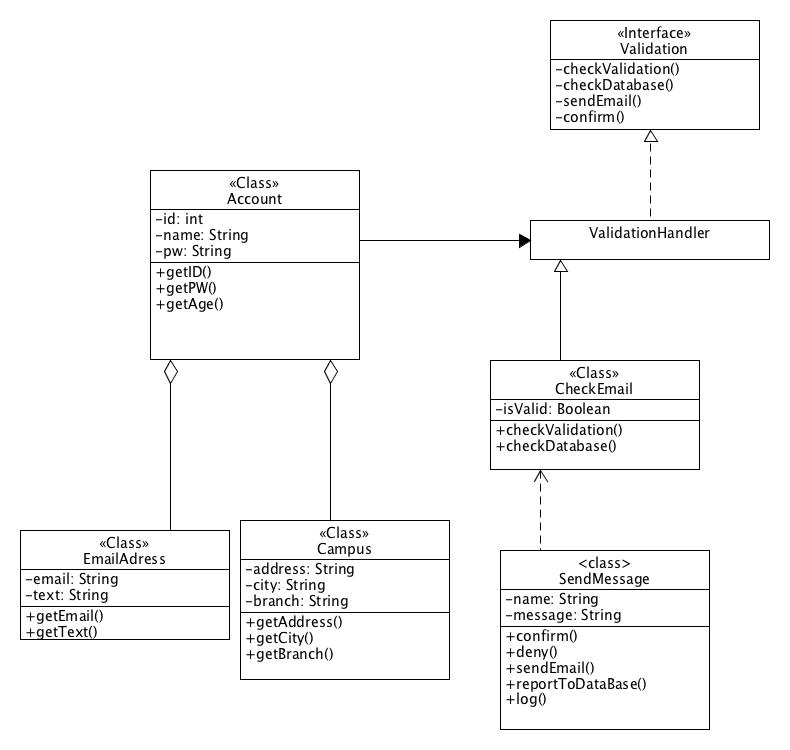 «Interface»
Validation
-checkValidation()
-checkDatabase()
-sendEmail()
-confirm()
«Class»
Account
-id: int
-name: String
-pw: String
+getID()
+getPW()
+getAge()
ValidationHandler
«Class»
CheckEmail
-isValid: Boolean
+checkValidation()
+checkDatabase()
«Class»
EmailAdress
-email: String
-text: String
+getEmail()
+getText()
«Class»
Campus
-address: String
-city: String
-branch: String
+getAddress()
+getCity()
+getBranch()
<class>
SendMessage
-name: String
-message: String
+confirm()
+deny()
+sendEmail()
+reportToDataBase()
+log()